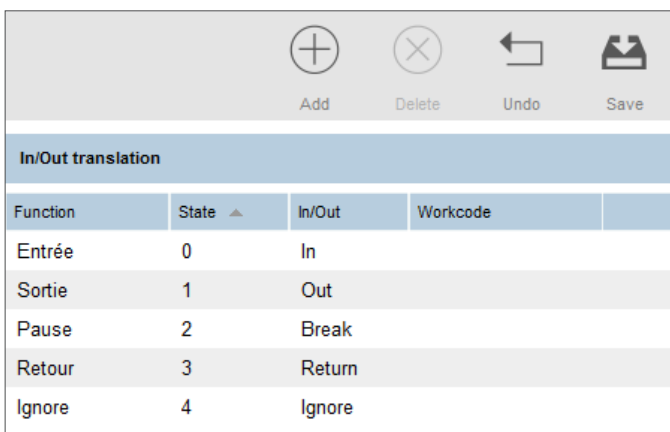 Add Delete Undo Save
In/Out translation
Function State In/Out Workcode
Entrée 0 In
Sortie 1 Out
Pause 2 Break
Retour 3 Return
Ignore 4 Ignore